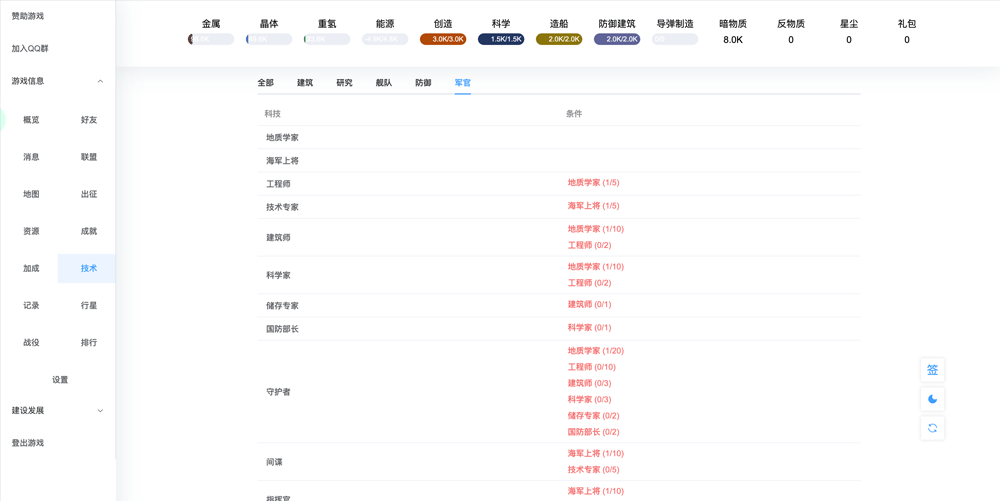 赞助游戏
加入QQ群
游戏信息
概览 好友
消息 联盟
地图 出征
资源 成就
加成 技术
记录 行星
战役 排行
设置
建设发展
登出游戏
金属 晶体 重氢 能源 创造 科学 造船 防御建筑 导弹制造 暗物质 反物质 星尘 礼包
3.0K/3.0K 1.5K/1.5K 2.0K/2.0K 2.0K/2.0K 8.0K 0 0 0
全部 建筑 研究 舰队 防御 军官
科技 条件
地质学家
海军上将
工程师 地质学家 (1/5)
技术专家 海军上将 (1/5)
建筑师 地质学家 (1/10)
工程师 (0/2)
科学家 地质学家 (1/10)
工程师 (0/2)
储存专家 建筑师 (0/1)
国防部长 科学家 (0/1)
守护者 地质学家 (1/20)
工程师 (0/10)
建筑师 (0/3)
科学家 (0/3)
储存专家 (0/2)
国防部长 (0/2)
间谍 海军上将 (1/10)
技术专家 (0/5)
指挥官 海军上将 (1/10)
签